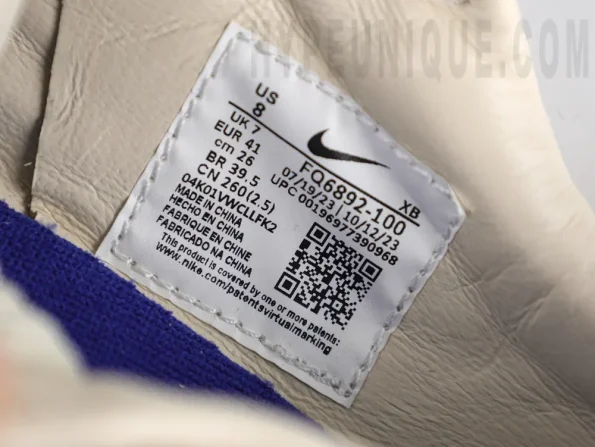 HYPEUNIQUE.COM
US
8
UK 7
EUR 41
cm 26
BR 39.5
CN 260(2.5)
04K01VWCLLFK2
MADE IN CHINA
HECHO EN CHINA
FABRIQUE EN CHINE
FABRICADO NA CHINA
This product is covered by one or more patents:
www.nike.com/patentsvirtualmarking
XB
FQ6892-100
07/19/23 | 10/12/23
UPC 00196977390968